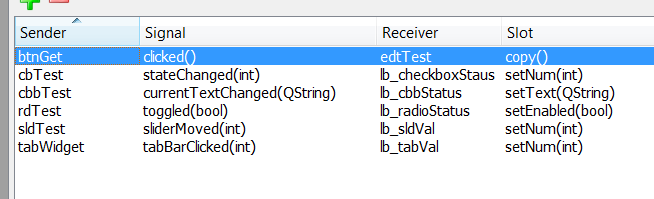 Sender Signal Receiver Slot
btnGet clicked() edtTest copy()
cbTest stateChanged(int) lb_checkboxStaus setNum(int)
cbbTest currentTextChanged(QString) lb_cbbStatus setText(QString)
rdTest toggled(bool) lb_radioStatus setEnabled(bool)
sldTest sliderMoved(int) lb_sldVal setNum(int)
tabWidget tabBarClicked(int) lb_tabVal setNum(int)